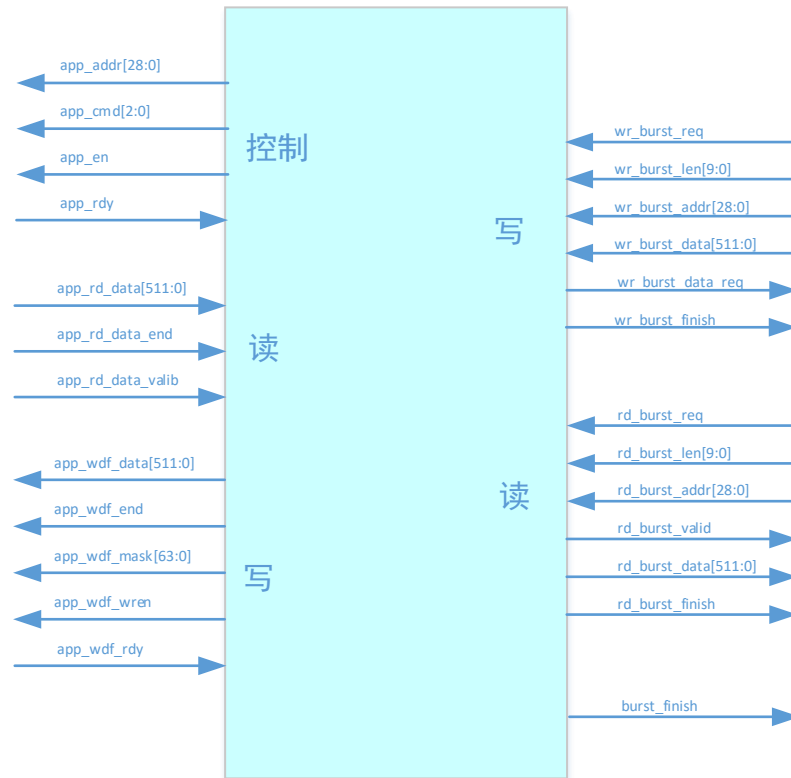 app_addr[28:0]
app_cmd[2:0]
app_en
app_rdy
控制
app_rd_data[511:0]
app_rd_data_end
app_rd_data_valib
读
app_wdf_data[511:0]
app_wdf_end
app_wdf_mask[63:0]
app_wdf_wren
app_wdf_rdy
写
wr_burst_req
wr_burst_len[9:0]
wr_burst_addr[28:0]
wr_burst_data[511:0]
wr_burst_data_req
wr_burst_finish
写
rd_burst_req
rd_burst_len[9:0]
rd_burst_addr[28:0]
rd_burst_valid
rd_burst_data[511:0]
rd_burst_finish
读
burst_finish